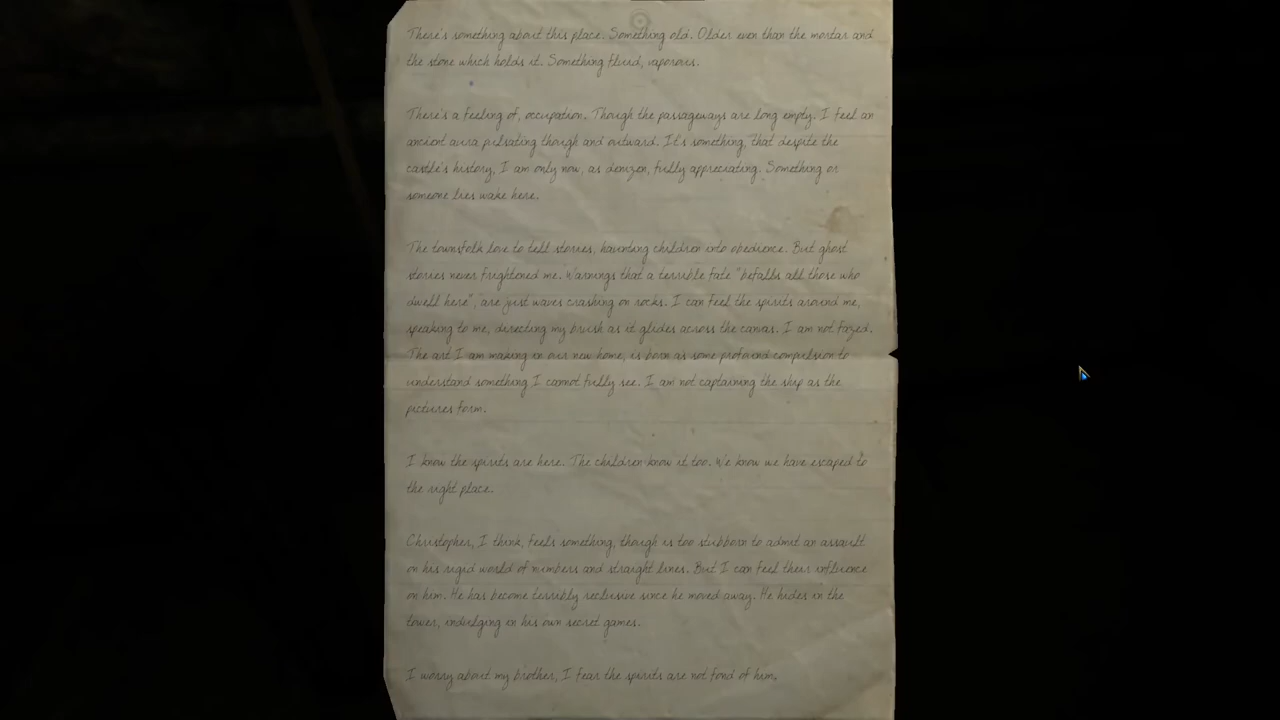 There's something about this place. Something old. Older even than the mortar and
the stone which holds it. Something fluid, vaporous.
There's a feeling of, occupation. Though the passageways are long empty. I feel an
ancient aura pulsating though and outward. It's something, that despite the
castle's history, I am only now, as denizen, fully appreciating. Something or
someone lies wake here.
The townsfolk love to tell stories, haunting children into obedience. But ghost
stories never frightened me. Warnings that a terrible fate "befalls all those who
dwell here", are just waves crashing on rocks. I can feel the spirits around me,
speaking to me, directing my brush as it glides across the canvas. I am not fazed.
The art I am making in our new home, is born as some profound compulsion to
understand something I cannot fully see. I am not captaining the ship as the
pictures form.
I know the spirits are here. The children know it too. We know we have escaped to
the right place.
Christopher, I think, feels something, though is too stubborn to admit an assault
on his rigid world of numbers and straight lines. But I can feel their influence
on him. He has become terribly reclusive since he moved away. He hides in the
tower, indulging in his own secret games.
I worry about my brother, I fear the spirits are not fond of him.